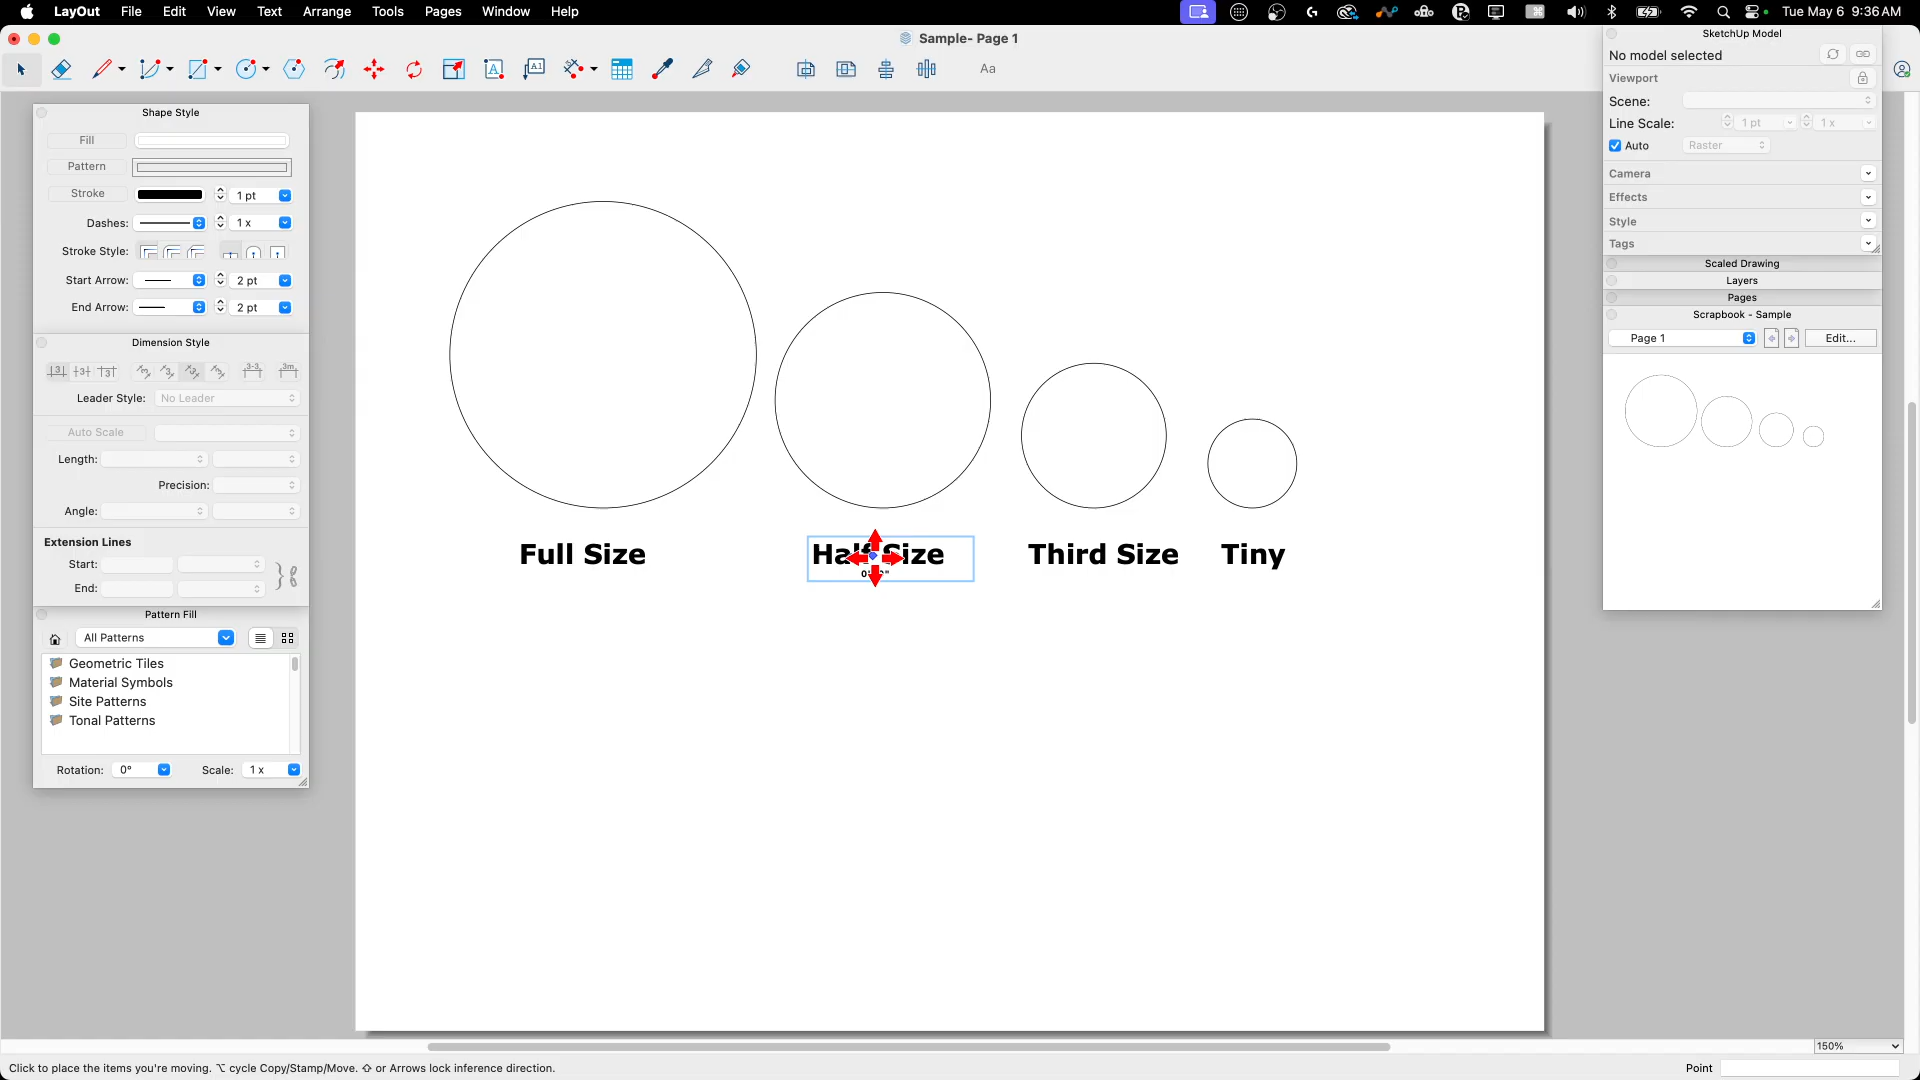 LayOut File Edit View Text Arrange Tools Pages Window Help
Tue May 6 9:36 AM
Sample- Page 1
Aa
Shape Style
Fill
Pattern
Stroke 1 pt
Dashes: 1 x
Stroke Style:
Start Arrow: 2 pt
End Arrow: 2 pt
Dimension Style
Leader Style: No Leader
Auto Scale
Length:
Precision:
Angle:
Extension Lines
Start:
End:
Pattern Fill
All Patterns
Geometric Tiles
Material Symbols
Site Patterns
Tonal Patterns
Rotation: 0° Scale: 1 x
Full Size
Half Size
Third Size
Tiny
SketchUp Model
No model selected
Viewport
Scene:
Line Scale: 1 pt 1 x
Auto Raster
Camera
Effects
Style
Tags
Scaled Drawing
Layers
Pages
Scrapbook - Sample
Page 1 Edit...
150%
Click to place the items you're moving. ⌥ cycle Copy/Stamp/Move. ⇧ or Arrows lock inference direction.
Point